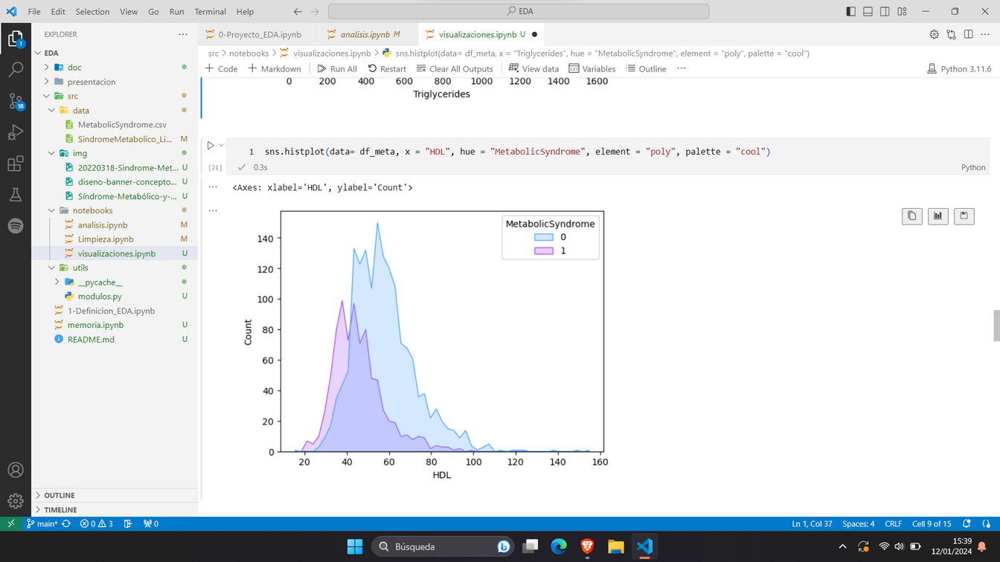 File Edit Selection View Go Run Terminal Help
EDA
EXPLORER
0-Proyecto_EDA.ipynb
analisis.ipynb M
visualizaciones.ipynb U
src > notebooks > visualizaciones.ipynb > sns.histplot(data= df_meta, x = "Triglycerides", hue = "MetabolicSyndrome", element = "poly", palette = "cool")
Code Markdown Run All Restart Clear All Outputs View data Variables Outline ...
Python 3.11.6
1
18
EDA
doc
presentacion
src
data
MetabolicSyndrome.csv
SindromeMetabolico_Li... M
img
20220318-Sindrome-Met... U
diseno-banner-concepto... U
Síndrome-Metabólico-y-... U
notebooks
analisis.ipynb M
Limpieza.ipynb M
visualizaciones.ipynb U
utils
__pycache__
modulos.py U
1-Definicion_EDA.ipynb
memoria.ipynb U
README.md U
OUTLINE
TIMELINE
0 200 400 600 800 1000 1200 1400 1600
Triglycerides
1 sns.histplot(data= df_meta, x = "HDL", hue = "MetabolicSyndrome", element = "poly", palette = "cool")
[21] 0.3s
Python
<Axes: xlabel='HDL', ylabel='Count'>
MetabolicSyndrome
0
1
140
120
100
80
60
40
20
0
Count
20 40 60 80 100 120 140 160
HDL
main* 0 3 0
Ln 1, Col 37 Spaces: 4 CRLF Cell 9 of 15
Búsqueda
15:39
12/01/2024